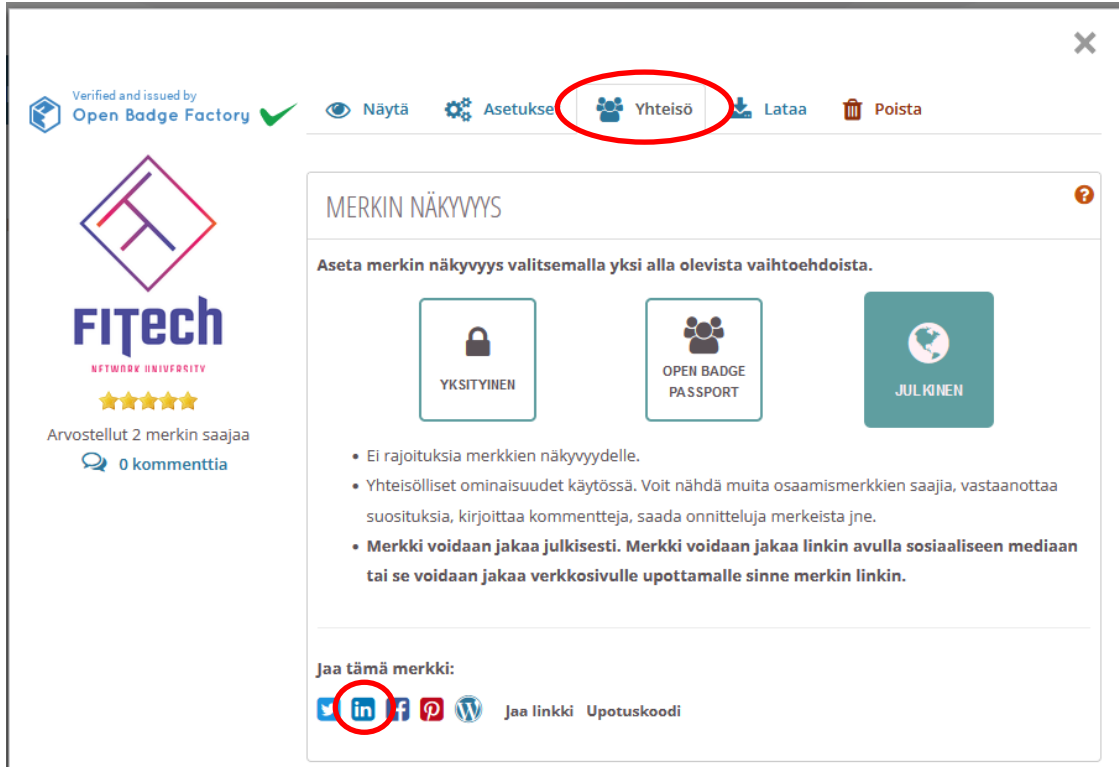 Verified and issued by
Open Badge Factory
Näytä Asetukse Yhteisö Lataa Poista
FITech
NETWORK UNIVERSITY
Arvostellut 2 merkin saajaa
0 kommenttia
MERKIN NÄKYVYYS
Aseta merkin näkyvyys valitsemalla yksi alla olevista vaihtoehdoista.
YKSITYINEN
OPEN BADGE
PASSPORT
JULKINEN
• Ei rajoituksia merkkien näkyvyydelle.
• Yhteisölliset ominaisuudet käytössä. Voit nähdä muita osaamismerkkien saajia, vastaanottaa
suosituksia, kirjoittaa kommentteja, saada onnitteluja merkeista jne.
• Merkki voidaan jakaa julkisesti. Merkki voidaan jakaa linkin avulla sosiaaliseen mediaan
tai se voidaan jakaa verkkosivulle upottamalle sinne merkin linkin.
Jaa tämä merkki:
in f Jaa linkki Upotuskoodi